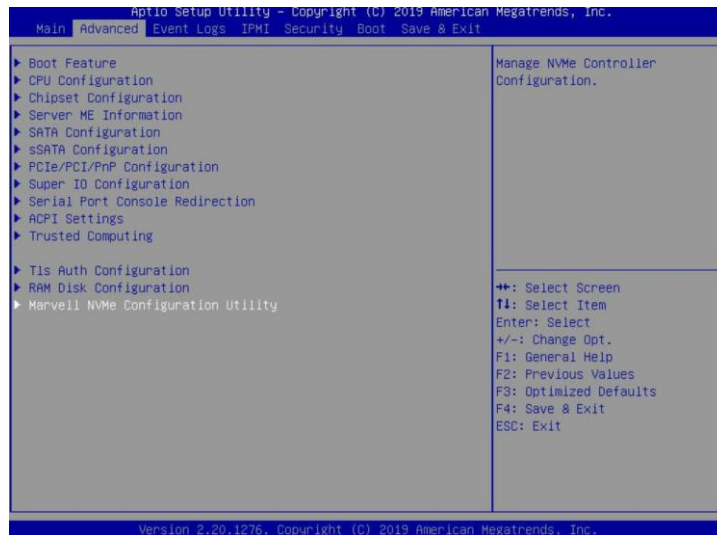 Aptio Setup Utility – Copyright (C) 2019 American Megatrends, Inc.
Main Advanced Event Logs IPMI Security Boot Save & Exit
▶ Boot Feature
▶ CPU Configuration
▶ Chipset Configuration
▶ Server ME Information
▶ SATA Configuration
▶ sSATA Configuration
▶ PCIe/PCI/PnP Configuration
▶ Super IO Configuration
▶ Serial Port Console Redirection
▶ ACPI Settings
▶ Trusted Computing
▶ Tls Auth Configuration
▶ RAM Disk Configuration
▶ Marvell NVMe Configuration Utility
Manage NVMe Controller
Configuration.
→←: Select Screen
↑↓: Select Item
Enter: Select
+/-: Change Opt.
F1: General Help
F2: Previous Values
F3: Optimized Defaults
F4: Save & Exit
ESC: Exit
Version 2.20.1276. Copyright (C) 2019 American Megatrends, Inc.